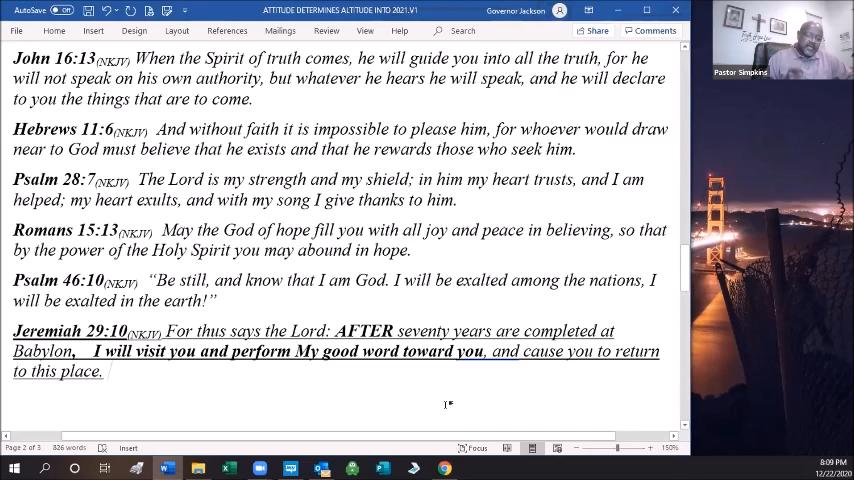 AutoSave Off ATTITUDE DETERMINES ALTITUDE INTO 2021.V1 Governor Jackson
File Home Insert Draw Design Layout References Mailings Review View Help Search Share Comments
John 16:13(NKJV) When the Spirit of truth comes, he will guide you into all the truth, for he
will not speak on his own authority, but whatever he hears he will speak, and he will declare
to you the things that are to come.
Hebrews 11:6(NKJV) And without faith it is impossible to please him, for whoever would draw
near to God must believe that he exists and that he rewards those who seek him.
Psalm 28:7(NKJV) The Lord is my strength and my shield; in him my heart trusts, and I am
helped; my heart exults, and with my song I give thanks to him.
Romans 15:13(NKJV) May the God of hope fill you with all joy and peace in believing, so that
by the power of the Holy Spirit you may abound in hope.
Psalm 46:10(NKJV) “Be still, and know that I am God. I will be exalted among the nations, I
will be exalted in the earth!”
Jeremiah 29:10(NKJV) For thus says the Lord: AFTER seventy years are completed at
Babylon, I will visit you and perform My good word toward you, and cause you to return
to this place.
Pastor Simpkins
Page 2 of 3 826 words Insert Focus 150%
8:09 PM
12/22/2020